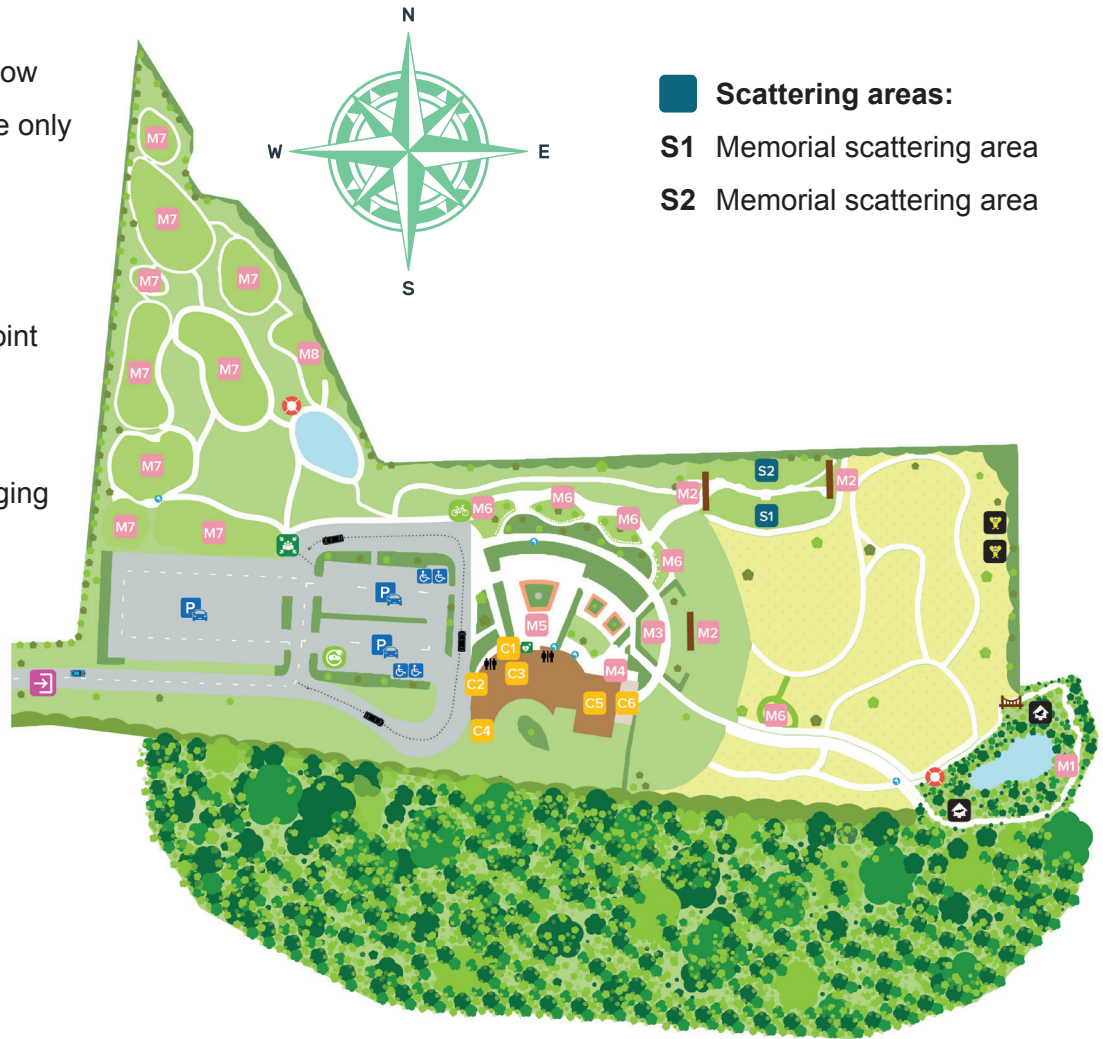 ow
e only
oint
ging
N
W E
S
Scattering areas:
S1 Memorial scattering area
S2 Memorial scattering area
M7
M7
M7
M7
M8
M7
M7
M7
S2
M2
M2
M6
M6
S1
M6
M7
M7
M6
P
M5
M3
M2
P
C1
C3
M4
C2
C5
C6
M6
C4
M1